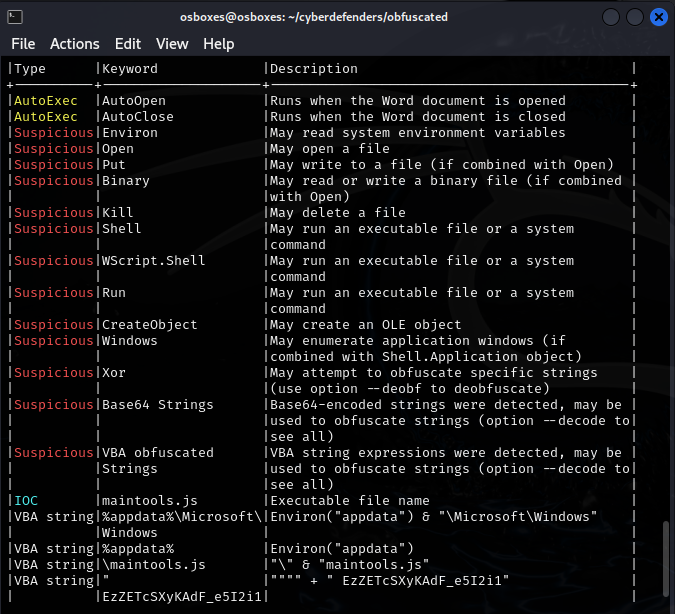 osboxes@osboxes: ~/cyberdefenders/obfuscated
File Actions Edit View Help
|Type |Keyword |Description |
+----------+--------------------+---------------------------------------------+
|AutoExec |AutoOpen |Runs when the Word document is opened |
|AutoExec |AutoClose |Runs when the Word document is closed |
|Suspicious|Environ |May read system environment variables |
|Suspicious|Open |May open a file |
|Suspicious|Put |May write to a file (if combined with Open) |
|Suspicious|Binary |May read or write a binary file (if combined |
| | |with Open) |
|Suspicious|Kill |May delete a file |
|Suspicious|Shell |May run an executable file or a system |
| | |command |
|Suspicious|WScript.Shell |May run an executable file or a system |
| | |command |
|Suspicious|Run |May run an executable file or a system |
| | |command |
|Suspicious|CreateObject |May create an OLE object |
|Suspicious|Windows |May enumerate application windows (if |
| | |combined with Shell.Application object) |
|Suspicious|Xor |May attempt to obfuscate specific strings |
| | |(use option --deobf to deobfuscate) |
|Suspicious|Base64 Strings |Base64-encoded strings were detected, may be |
| | |used to obfuscate strings (option --decode to|
| | |see all) |
|Suspicious|VBA obfuscated |VBA string expressions were detected, may be |
| |Strings |used to obfuscate strings (option --decode to|
| | |see all) |
|IOC |maintools.js |Executable file name |
|VBA string|%appdata%\Microsoft\|Environ("appdata") & "\Microsoft\Windows" |
| |Windows | |
|VBA string|%appdata% |Environ("appdata") |
|VBA string|\maintools.js |"\" & "maintools.js" |
|VBA string|" |"""" + " EzZETcSXyKAdF_e5I2i1" |
| |EzZETcSXyKAdF_e5I2i1| |